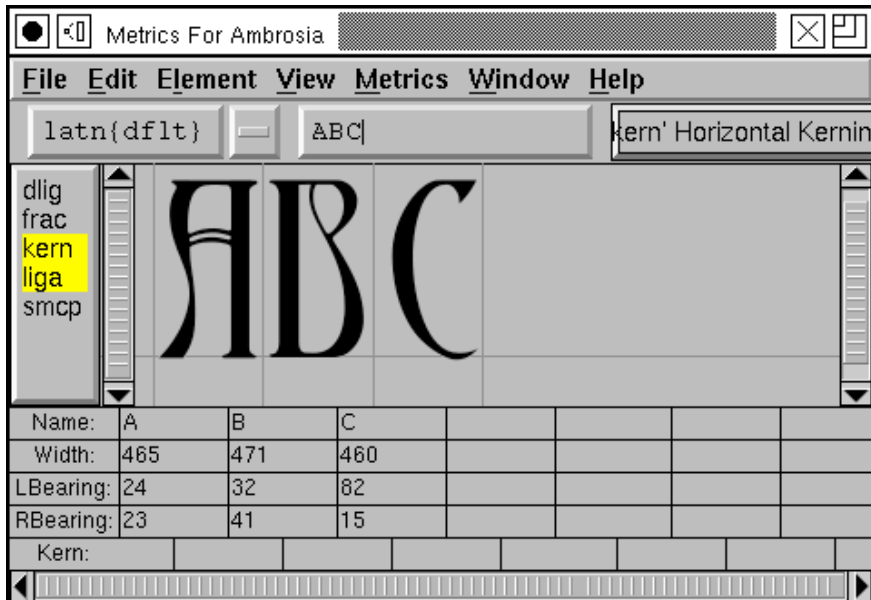 Metrics For Ambrosia
File Edit Element View Metrics Window Help
latn{dflt} ABC kern' Horizontal Kernin
dlig
frac
kern
liga
smcp
ABC
Name: A B C
Width: 465 471 460
LBearing: 24 32 82
RBearing: 23 41 15
Kern: